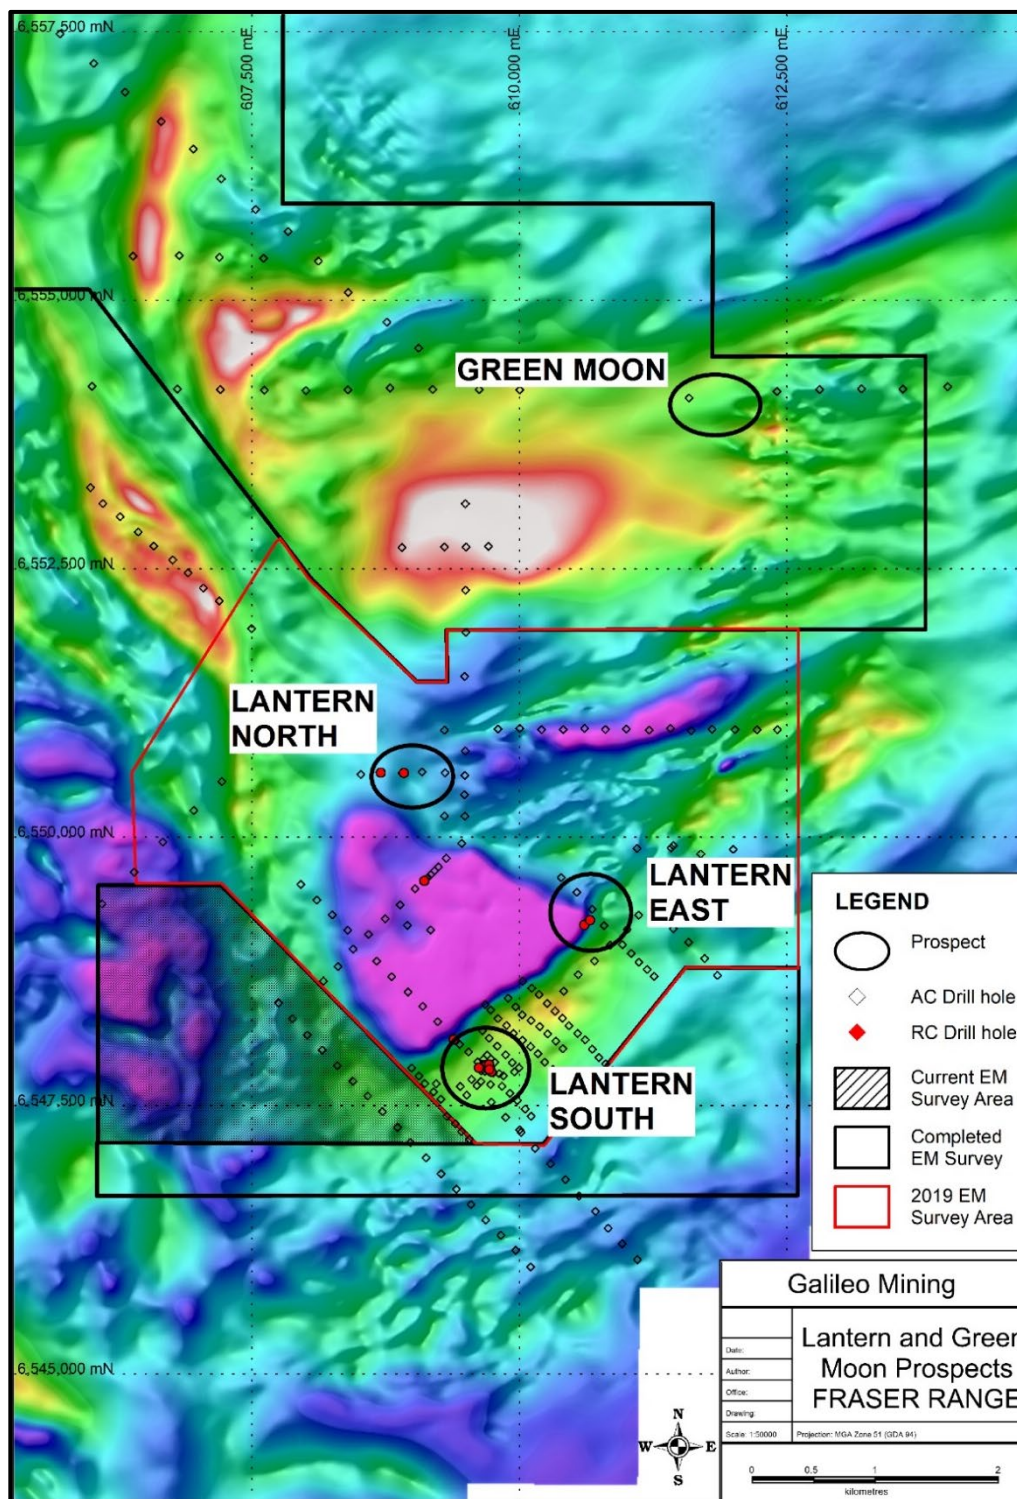 6,557,500 mN
607,500 mE
610,000 mE
612,500 mE
6,555,000 mN
GREEN MOON
6,552,500 mN
LANTERN
NORTH
6,550,000 mN
LANTERN
EAST
LEGEND
Prospect
AC Drill hole
RC Drill hole
Current EM
Survey Area
Completed
EM Survey
2019 EM
Survey Area
LANTERN
SOUTH
6,547,500 mN
6,545,000 mN
Galileo Mining
Date:
Author:
Office:
Drawing:
Scale: 1:50000
Projection: MGA Zone 51 (GDA 94)
Lantern and Green
Moon Prospects
FRASER RANGE
N
W E
S
0 0.5 1 2
kilometres